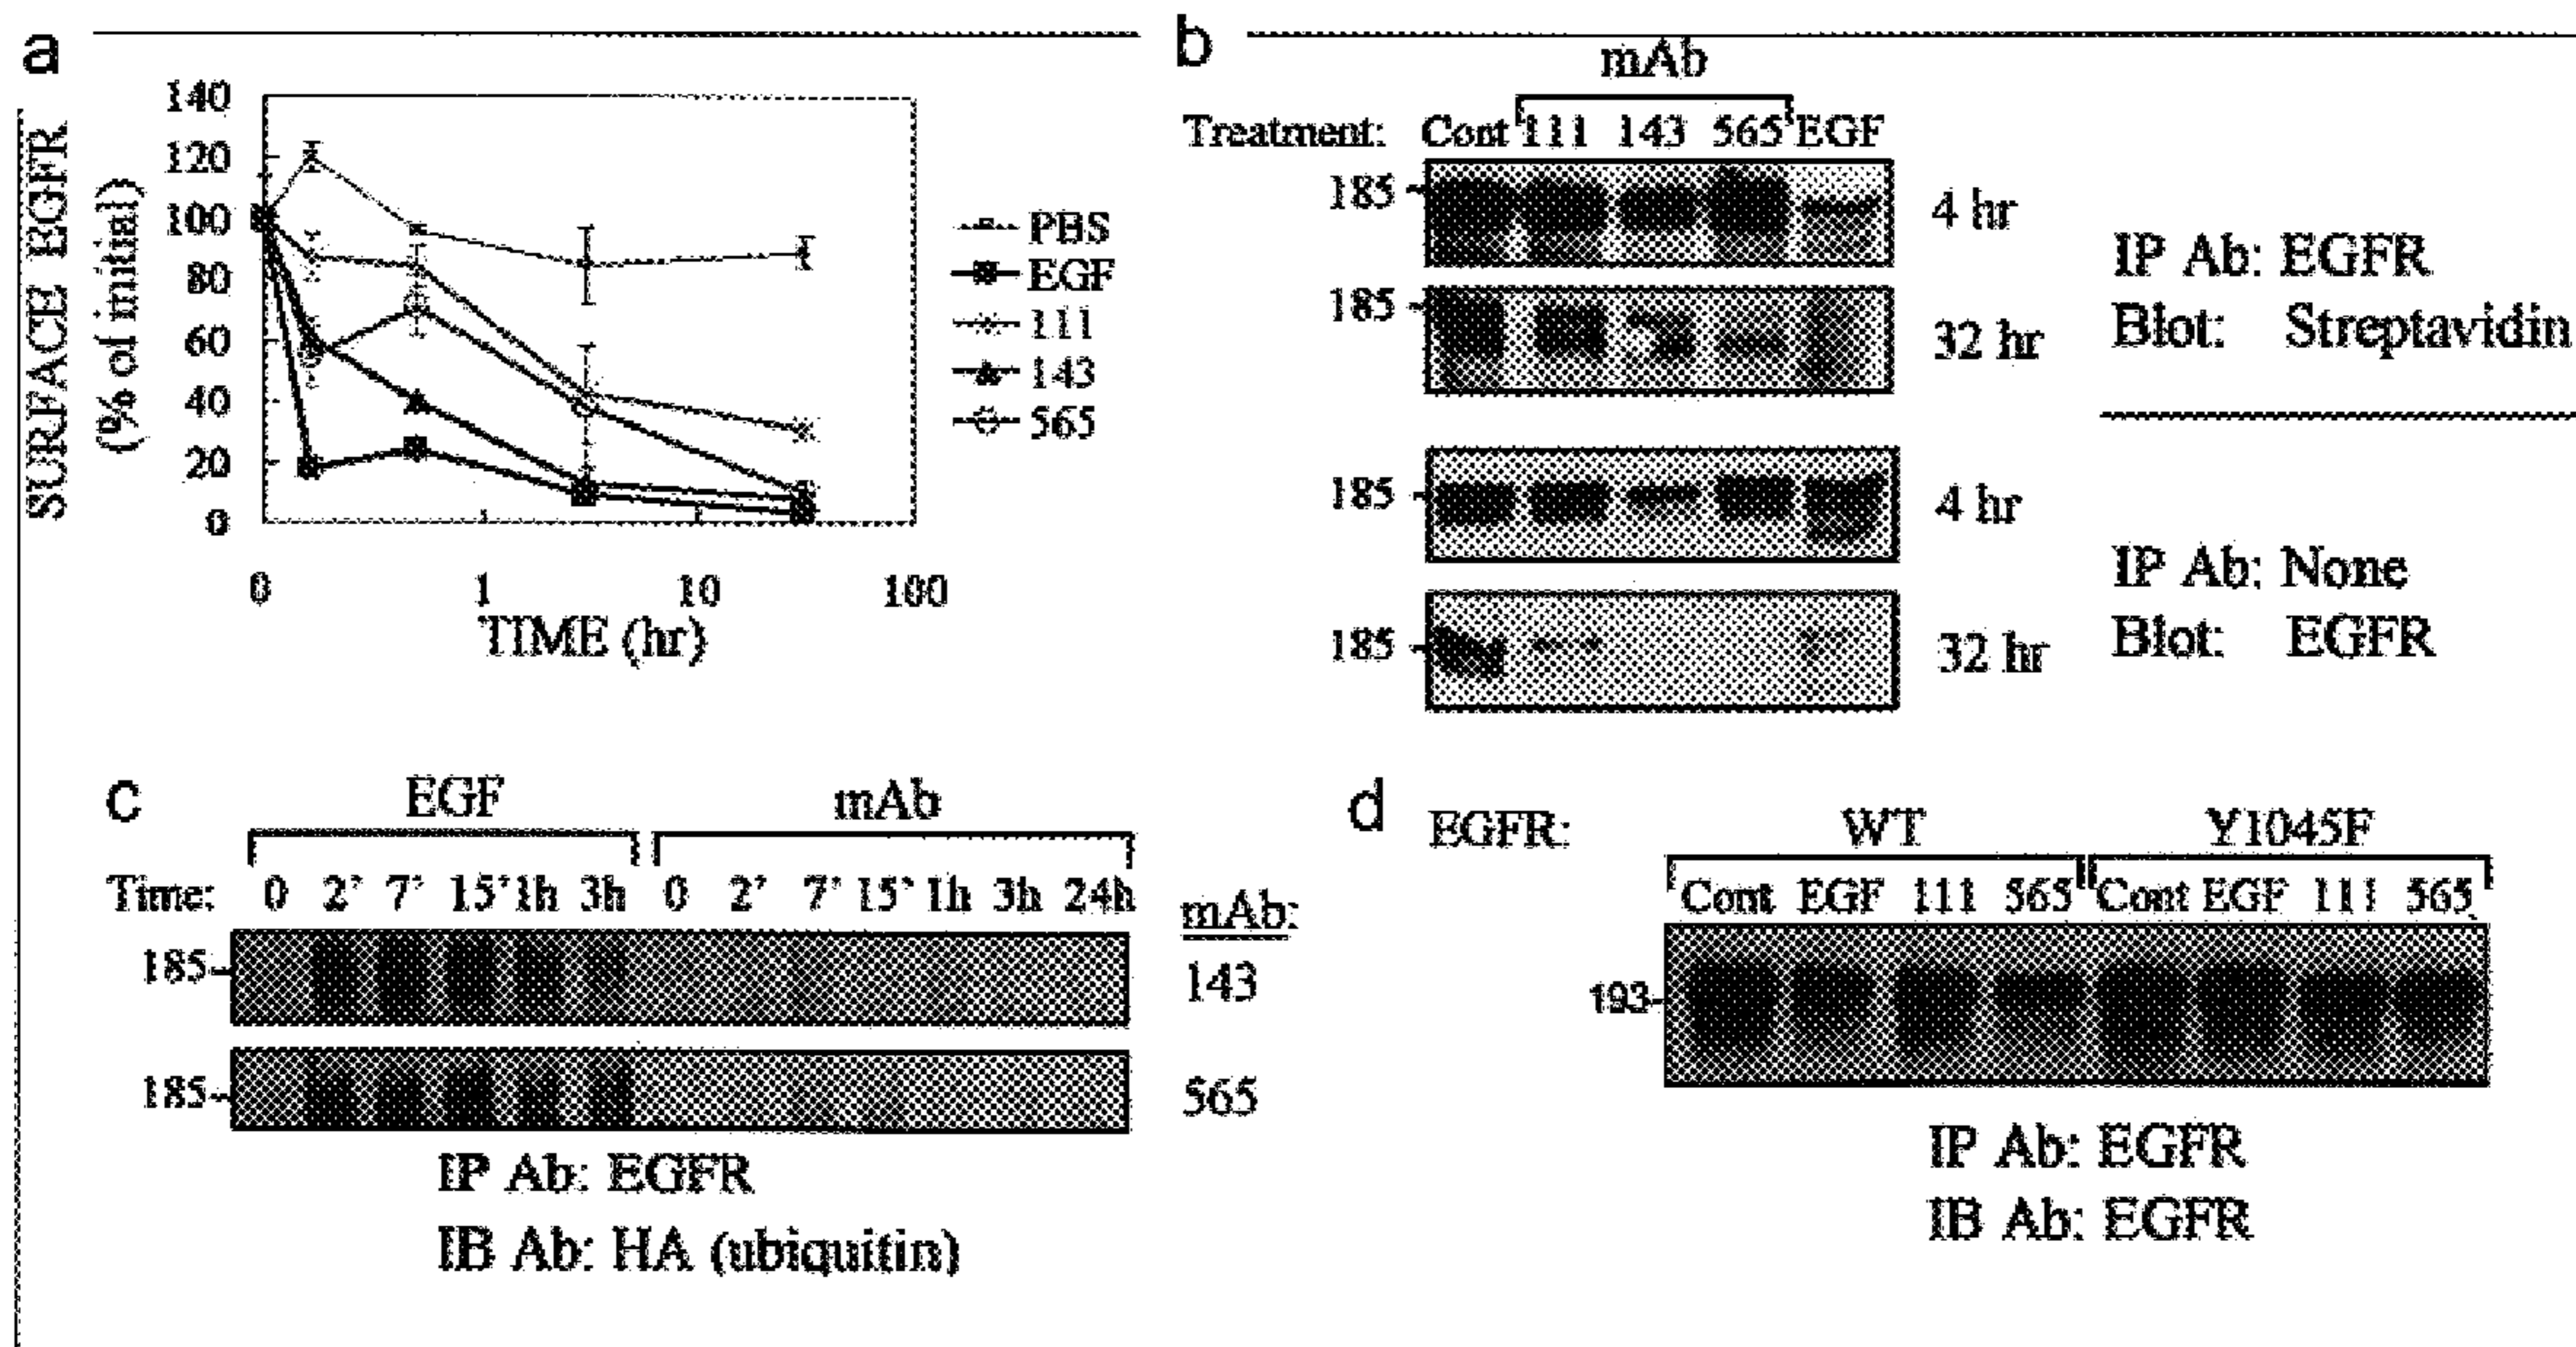 a
SURFACE EGFR
(% of initial)
140
120
100
80
60
40
20
0
0 1 10 100
TIME (hr)
PBS
EGF
111
143
565
b
mAb
Treatment: Cont 111 143 565 EGF
185
4 hr
185
32 hr
IP Ab: EGFR
Blot: Streptavidin
185
4 hr
185
32 hr
IP Ab: None
Blot: EGFR
c
EGF mAb
Time: 0 2' 7' 15' 1h 3h 0 2' 7' 15' 1h 3h 24h
mAb:
185
143
185
565
IP Ab: EGFR
IB Ab: HA (ubiquitin)
d
EGFR: WT Y1045F
Cont EGF 111 565 Cont EGF 111 565
193
IP Ab: EGFR
IB Ab: EGFR